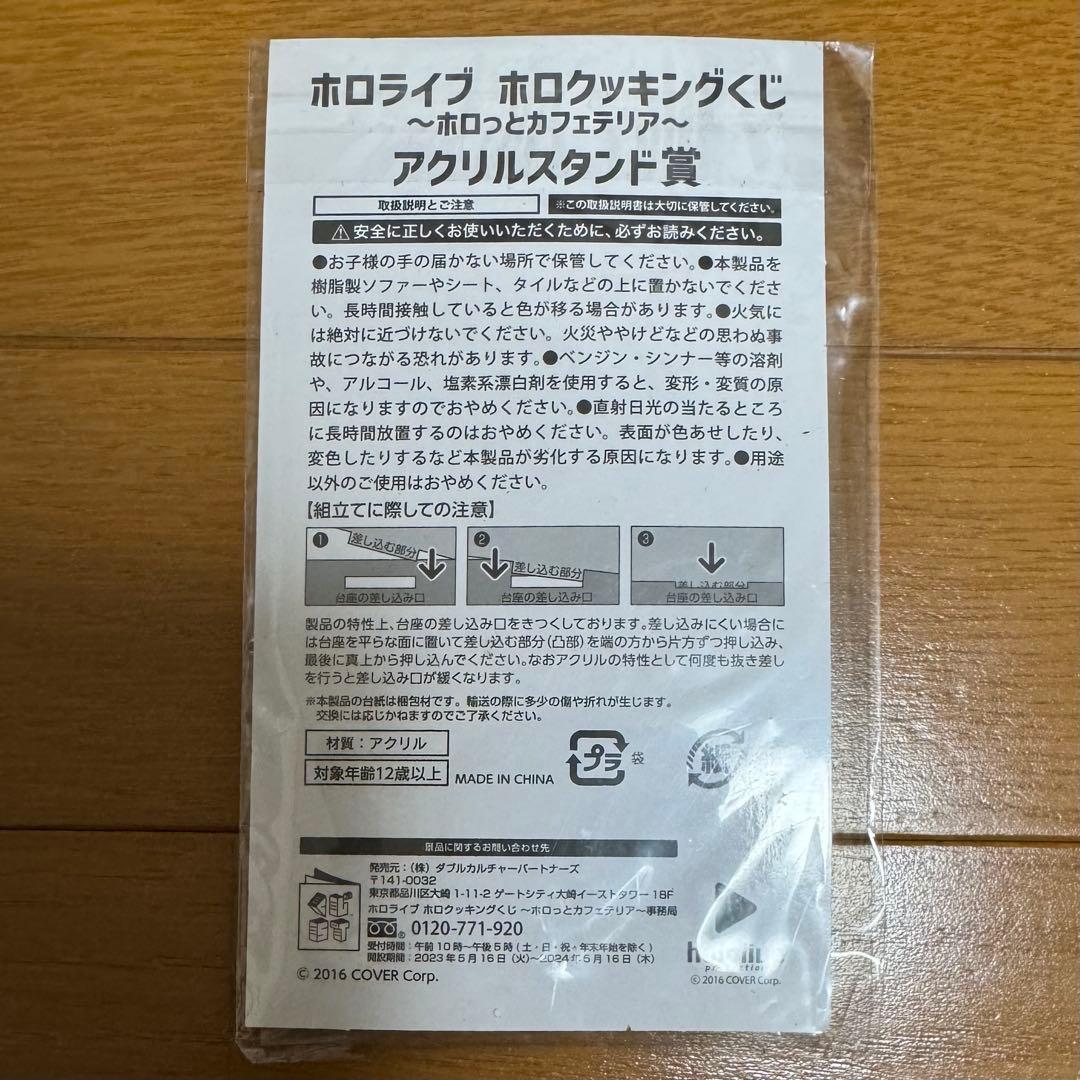 ホロライブ ホロクッキングくじ
～ホロっとカフェテリア～
アクリルスタンド賞
取扱説明とご注意
※この取扱説明書は大切に保管してください。
⚠安全に正しくお使いいただくために、必ずお読みください。
●お子様の手の届かない場所で保管してください。●本製品を
樹脂製ソファーやシート、タイルなどの上に置かないでくださ
い。長時間接触していると色が移る場合があります。●火気に
は絶対に近づけないでください。火災ややけどなどの思わぬ事
故につながる恐れがあります。●ベンジン・シンナー等の溶剤
や、アルコール、塩素系漂白剤を使用すると、変形・変質の原
因になりますのでおやめください。●直射日光の当たるところ
に長時間放置するのはおやめください。表面が色あせしたり、
変色したりするなど本製品が劣化する原因になります。●用途
以外のご使用はおやめください。
【組立てに際しての注意】
① 差し込む部分
台座の差し込み口
② 差し込む部分
台座の差し込み口
③ 差し込む部分
台座の差し込み口
製品の特性上、台座の差し込み口をきつくしております。差し込みにくい場合に
は台座を平らな面に置いて差し込む部分（凸部）を端の方から片方ずつ押し込み、
最後に真上から押し込んでください。なおアクリルの特性として何度も抜き差し
を行うと差し込み口が緩くなります。
※本製品の台紙は梱包材です。輸送の際に多少の傷や折れが生じます。
交換には応じかねますのでご了承ください。
材質：アクリル
対象年齢12歳以上
MADE IN CHINA
プラ 袋
紙
景品に関するお問い合わせ先
発売元：（株）ダブルカルチャーパートナーズ
〒141-0032
東京都品川区大崎 1-11-2 ゲートシティ大崎イーストタワー 18F
ホロライブ ホロクッキングくじ ～ホロっとカフェテリア～事務局
0120-771-920
受付時間：午前10時～午後5時（土・日・祝・年末年始を除く）
開設期間：2023年5月16日（火）～2024年5月16日（木）
© 2016 COVER Corp.
hololive
production
© 2016 COVER Corp.